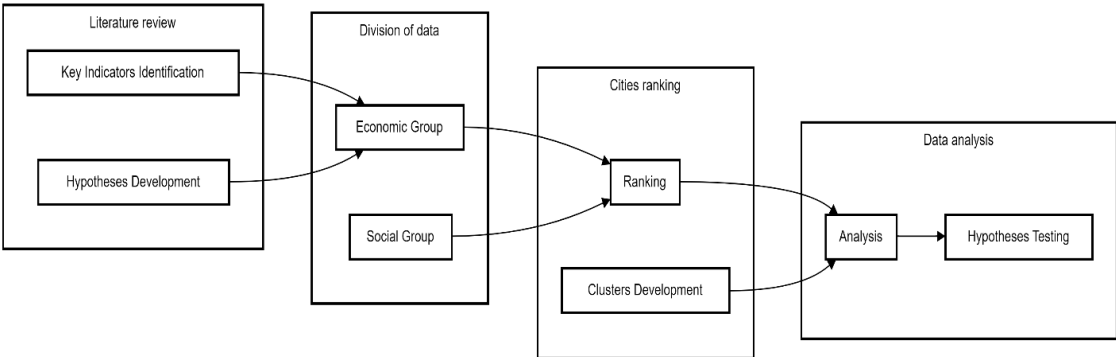 Literature review
Key Indicators Identification
Hypotheses Development
Division of data
Economic Group
Social Group
Cities ranking
Ranking
Clusters Development
Data analysis
Analysis
Hypotheses Testing